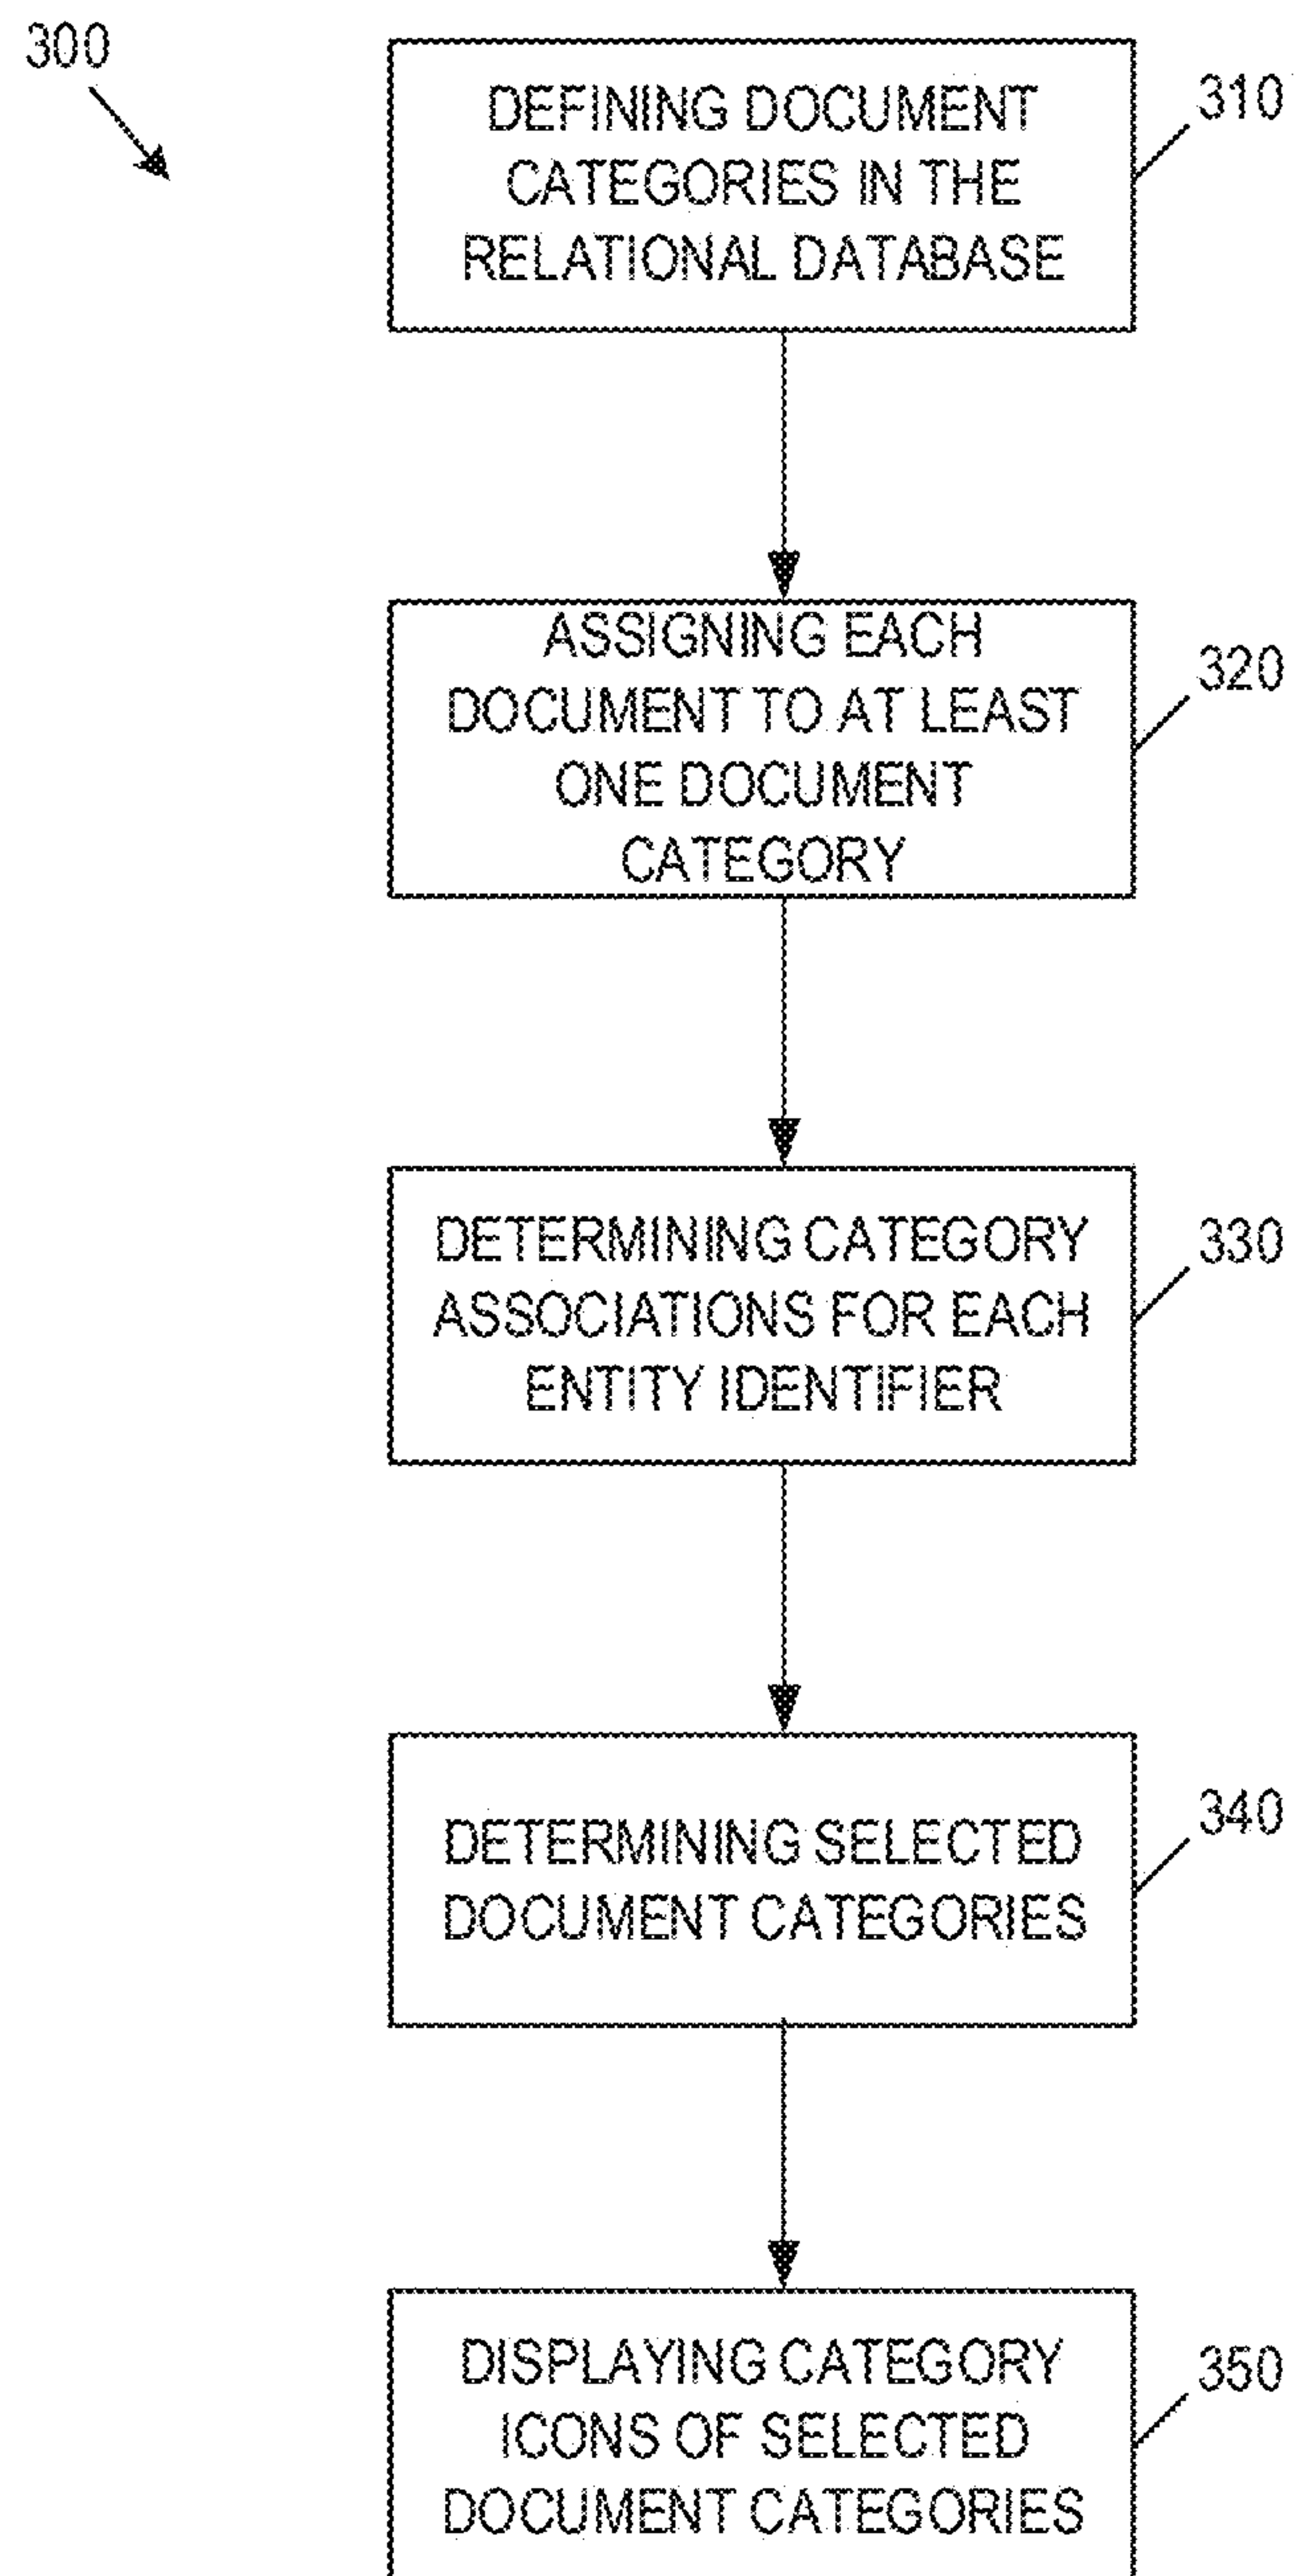 300
DEFINING DOCUMENT
CATEGORIES IN THE
RELATIONAL DATABASE
310
ASSIGNING EACH
DOCUMENT TO AT LEAST
ONE DOCUMENT
CATEGORY
320
DETERMINING CATEGORY
ASSOCIATIONS FOR EACH
ENTITY IDENTIFIER
330
DETERMINING SELECTED
DOCUMENT CATEGORIES
340
DISPLAYING CATEGORY
ICONS OF SELECTED
DOCUMENT CATEGORIES
350